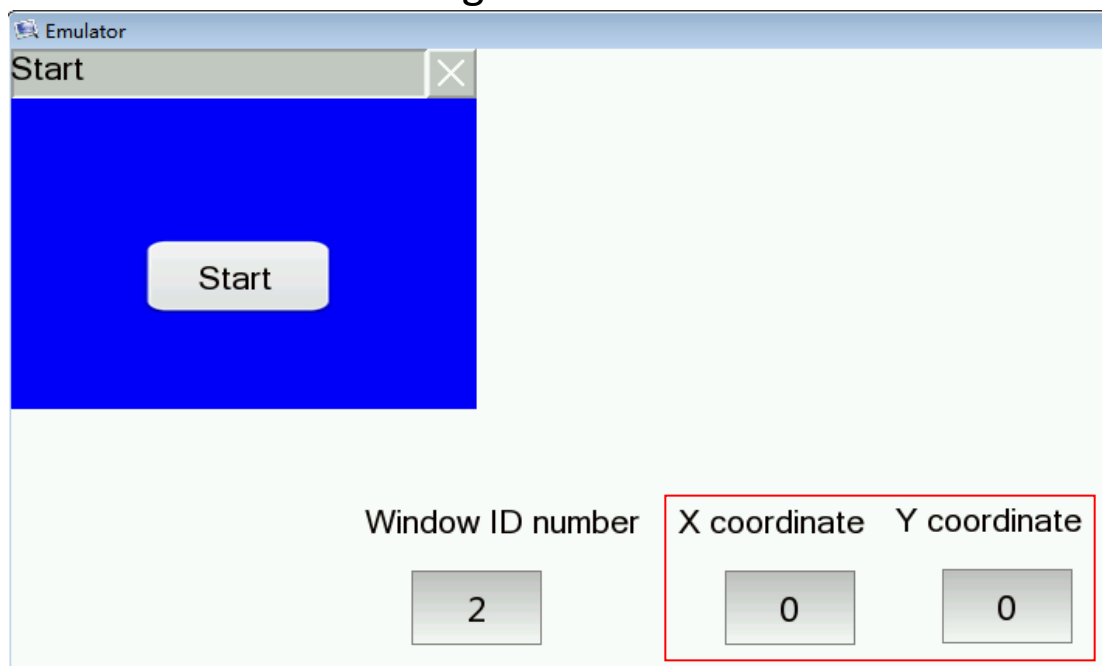 Emulator
Start
Start
Window ID number X coordinate Y coordinate
2 0 0